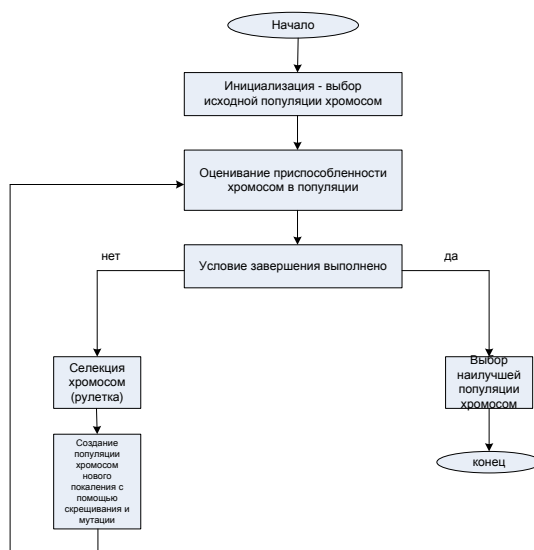 Начало
Инициализация - выбор
исходной популяции хромосом
Оценивание приспособленности
хромосом в популяции
Условие завершения выполнено
нет
да
Селекция
хромосом
(рулетка)
Выбор
наилучшей
популяции
хромосом
Создание
популяции
хромосом
нового
покаления с
помощью
скрещивания и
мутации
конец